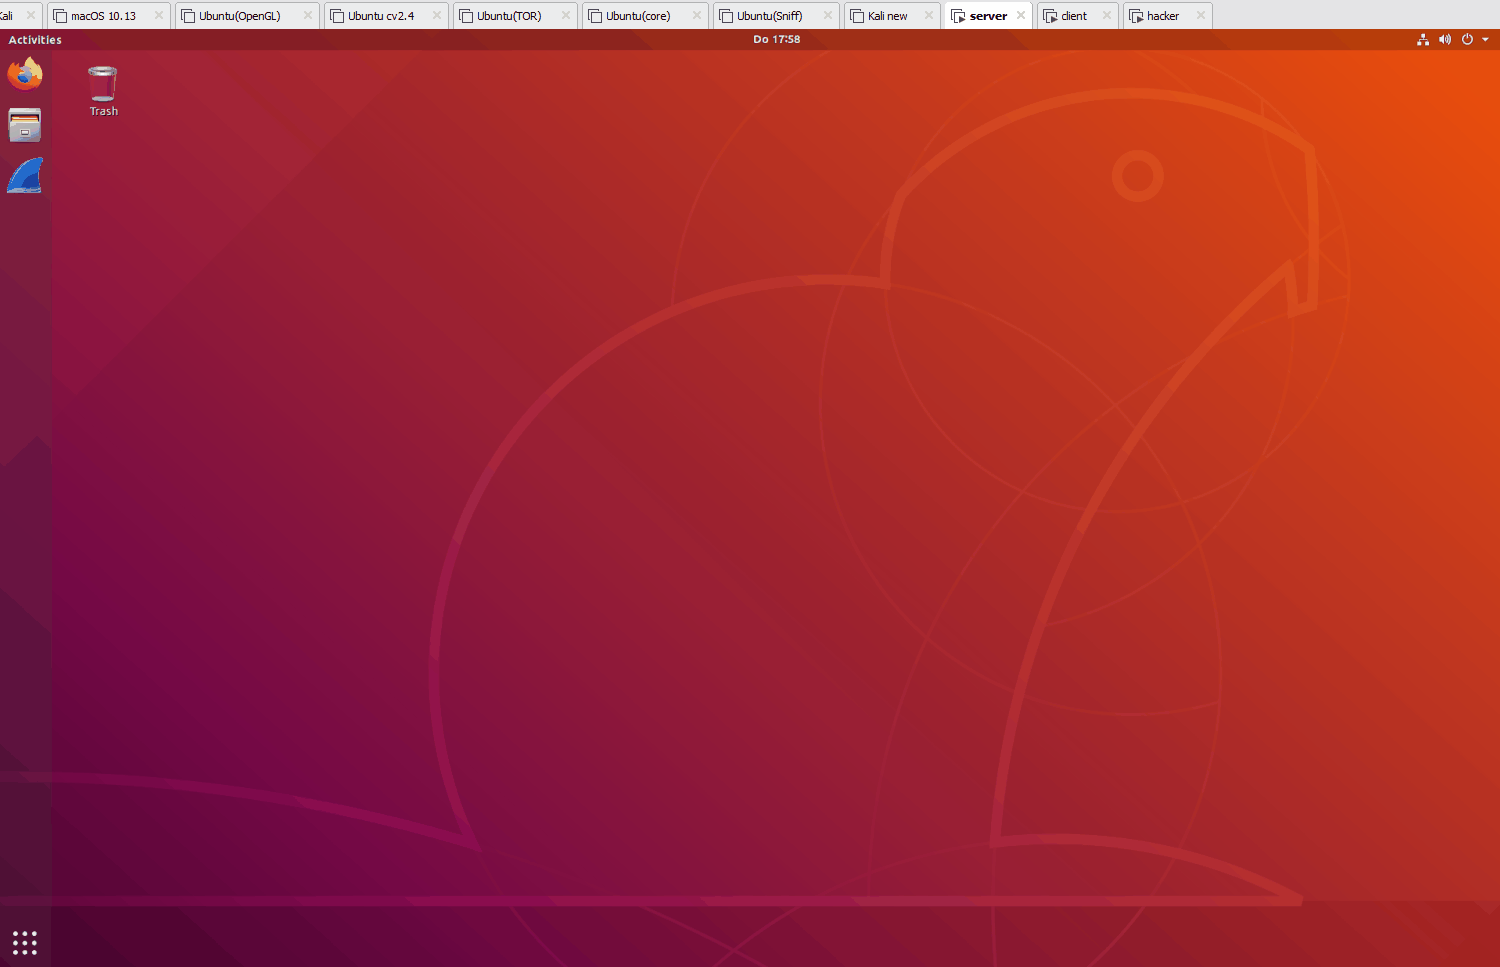 Kali macOS 10.13 Ubuntu(OpenGL) Ubuntu cv2.4 Ubuntu(TOR) Ubuntu(core) Ubuntu(Sniff) Kali new server client hacker
Activities Do 17:58
Trash